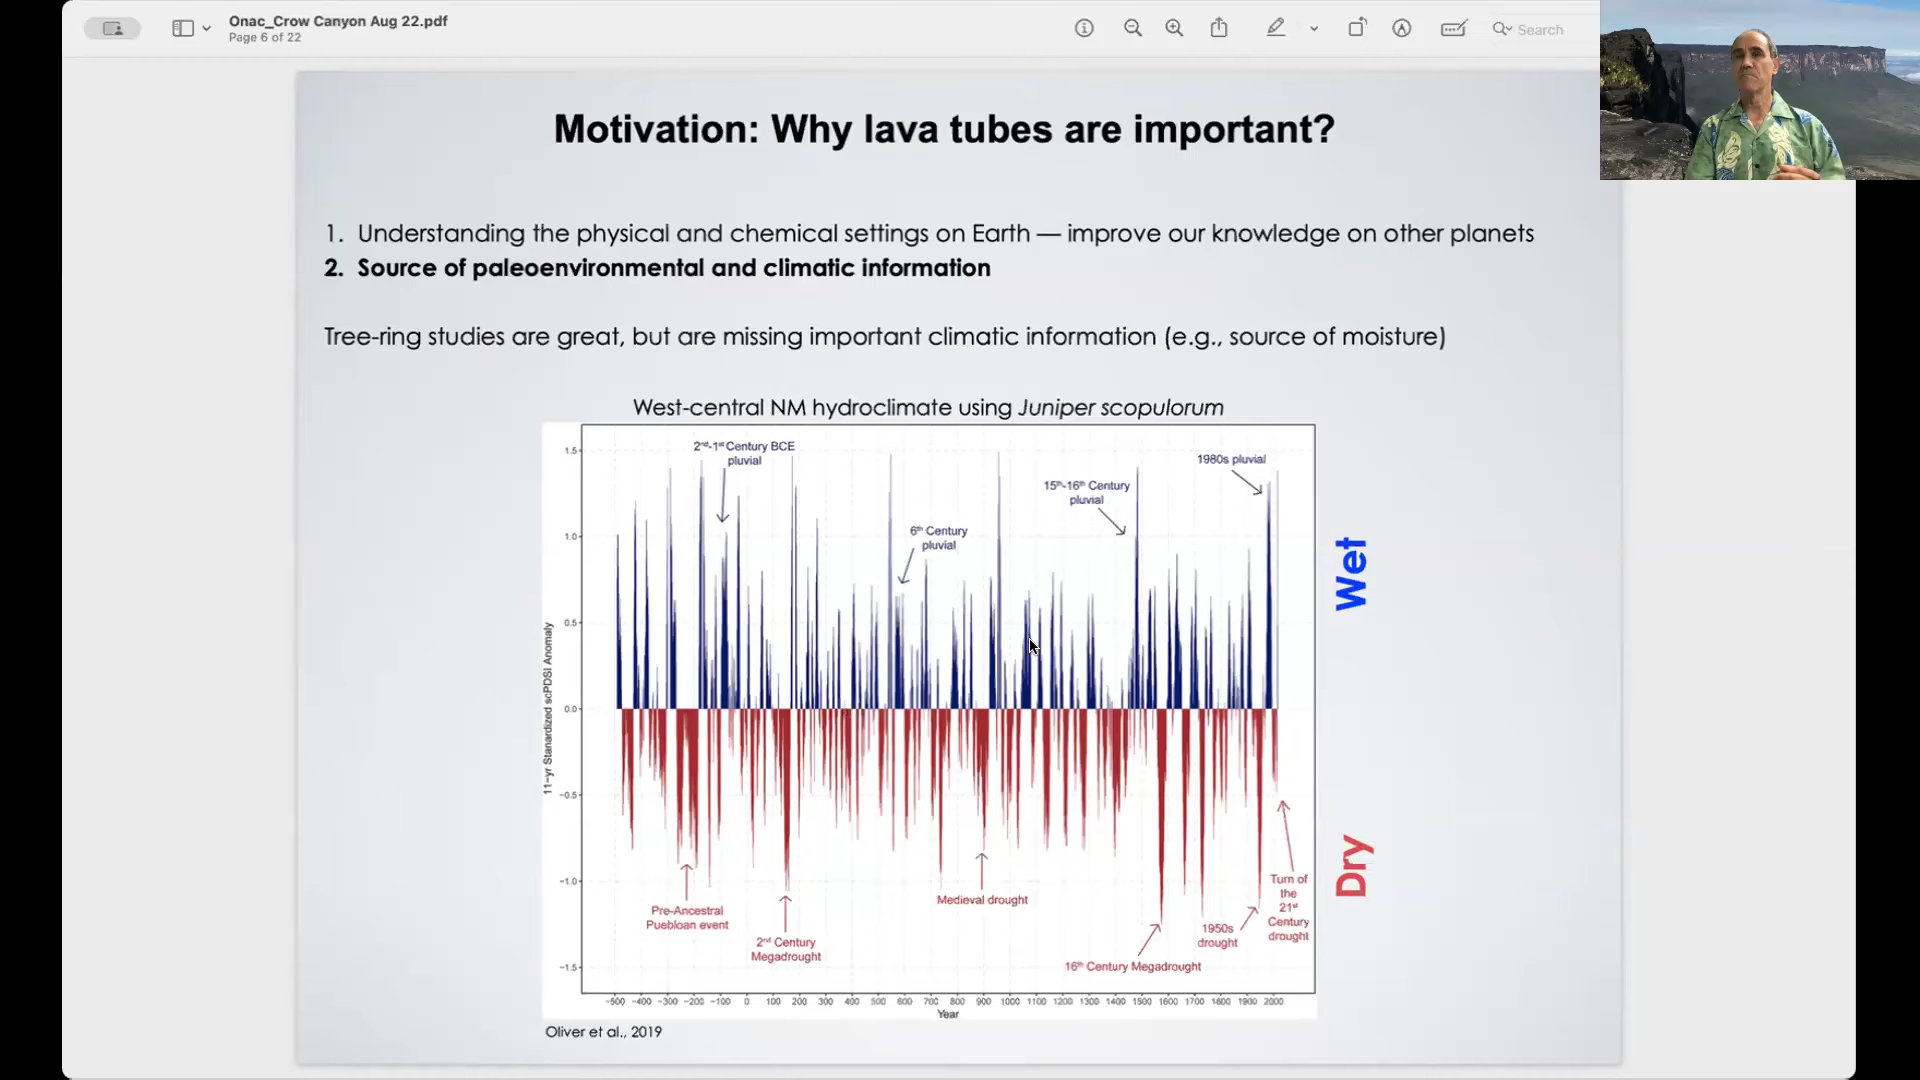 Onac_Crow Canyon Aug 22.pdf
Page 6 of 22
Search
Motivation: Why lava tubes are important?
1. Understanding the physical and chemical settings on Earth — improve our knowledge on other planets
2. Source of paleoenvironmental and climatic information
Tree-ring studies are great, but are missing important climatic information (e.g., source of moisture)
West-central NM hydroclimate using Juniper scopulorum
2nd-1st Century BCE
pluvial
6th Century
pluvial
15th-16th Century
pluvial
1980s pluvial
Wet
Dry
1.5
1.0
0.5
0.0
−0.5
−1.0
−1.5
11−yr Stanardized scPDSI Anomaly
Pre-Ancestral
Puebloan event
2nd Century
Megadrought
Medieval drought
16th Century Megadrought
1950s
drought
Turn of
the
21st
Century
drought
−500 −400 −300 −200 −100 0 100 200 300 400 500 600 700 800 900 1000 1100 1200 1300 1400 1500 1600 1700 1800 1900 2000
Year
Oliver et al., 2019